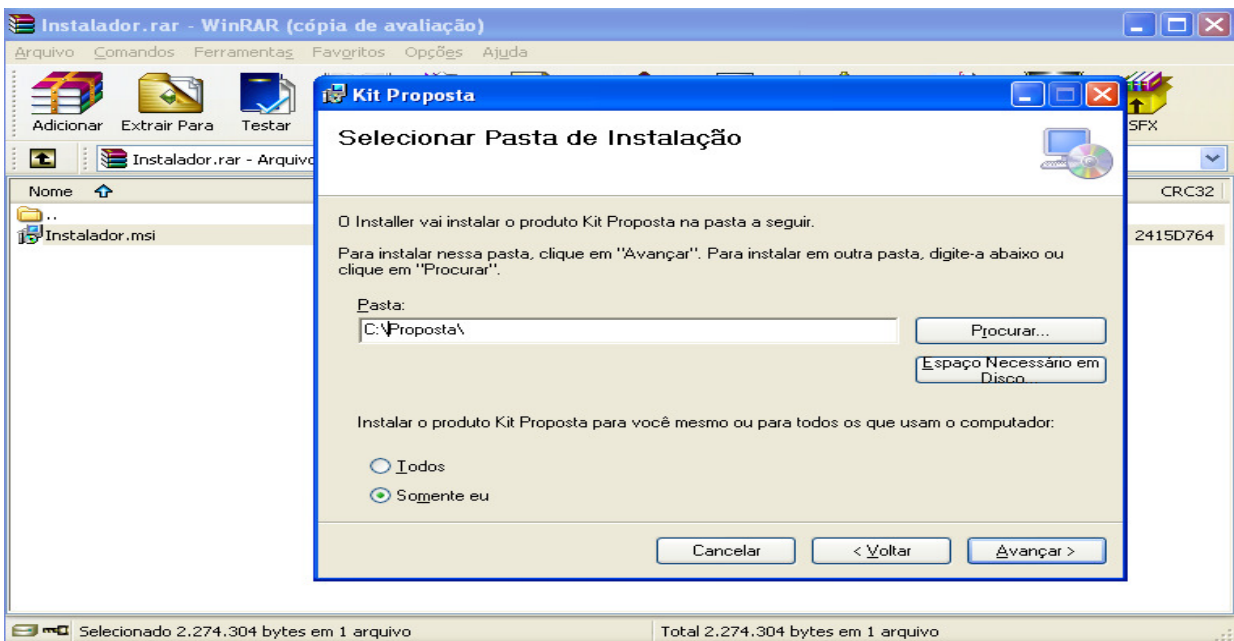 Instalador.rar - WinRAR (cópia de avaliação)
Arquivo Comandos Ferramentas Favoritos Opções Ajuda
Adicionar Extrair Para Testar SFX
Instalador.rar - Arquivo
Nome CRC32
..
Instalador.msi 2415D764
Kit Proposta
Selecionar Pasta de Instalação
O Installer vai instalar o produto Kit Proposta na pasta a seguir.
Para instalar nessa pasta, clique em "Avançar". Para instalar em outra pasta, digite-a abaixo ou
clique em "Procurar".
Pasta:
C:\Proposta\
Procurar...
Espaço Necessário em
Disco...
Instalar o produto Kit Proposta para você mesmo ou para todos os que usam o computador:
Todos
Somente eu
Cancelar < Voltar Avançar >
Selecionado 2.274.304 bytes em 1 arquivo Total 2.274.304 bytes em 1 arquivo